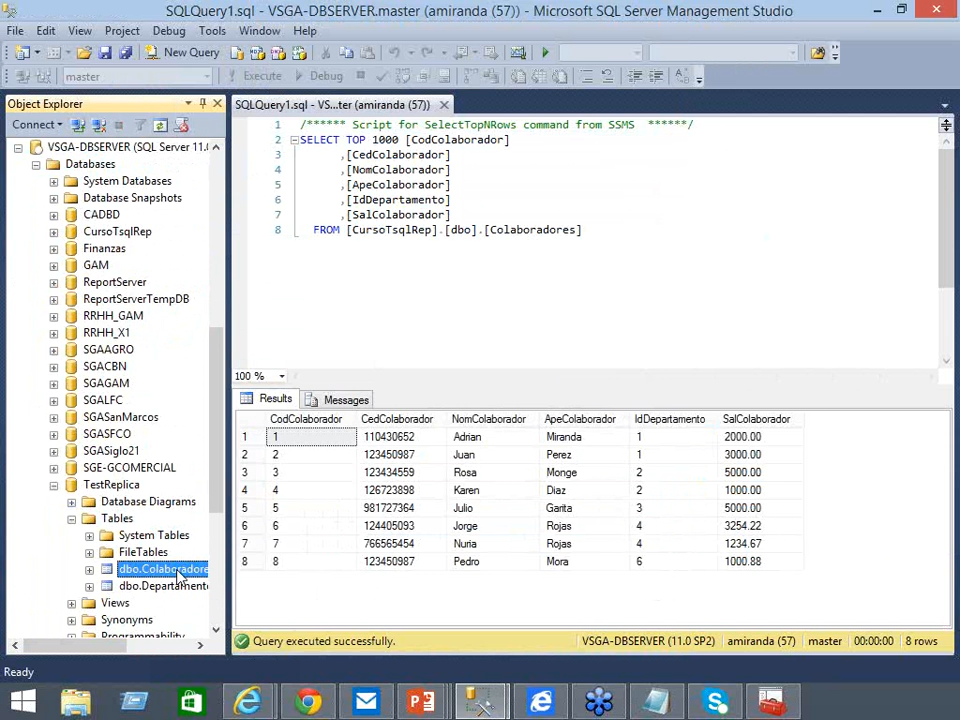 SQLQuery1.sql - VSGA-DBSERVER.master (amiranda (57)) - Microsoft SQL Server Management Studio
File Edit View Project Debug Tools Window Help
New Query
master Execute Debug
Object Explorer
SQLQuery1.sql - VS...ter (amiranda (57))
Connect
VSGA-DBSERVER (SQL Server 11.
Databases
System Databases
Database Snapshots
CADBD
CursoTsqlRep
Finanzas
GAM
ReportServer
ReportServerTempDB
RRHH_GAM
RRHH_X1
SGAAGRO
SGACBN
SGAGAM
SGALFC
SGASanMarcos
SGASFCO
SGASiglo21
SGE-GCOMERCIAL
TestReplica
Database Diagrams
Tables
System Tables
FileTables
dbo.Colaboradore
dbo.Departamento
Views
Synonyms
Programmability
1 /****** Script for SelectTopNRows command from SSMS ******/
2 SELECT TOP 1000 [CodColaborador]
3 ,[CedColaborador]
4 ,[NomColaborador]
5 ,[ApeColaborador]
6 ,[IdDepartamento]
7 ,[SalColaborador]
8 FROM [CursoTsqlRep].[dbo].[Colaboradores]
100 %
Results Messages
CodColaborador CedColaborador NomColaborador ApeColaborador IdDepartamento SalColaborador
1 1 110430652 Adrian Miranda 1 2000.00
2 2 123450987 Juan Perez 1 3000.00
3 3 123434559 Rosa Monge 2 5000.00
4 4 126723898 Karen Diaz 2 1000.00
5 5 981727364 Julio Garita 3 5000.00
6 6 124405093 Jorge Rojas 4 3254.22
7 7 766565454 Nuria Rojas 4 1234.67
8 8 123450987 Pedro Mora 6 1000.88
Query executed successfully. VSGA-DBSERVER (11.0 SP2) amiranda (57) master 00:00:00 8 rows
Ready